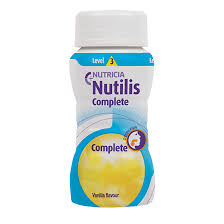 Level 3
NUTRICIA
Nutilis
Complete
Complete
Vanilla flavour